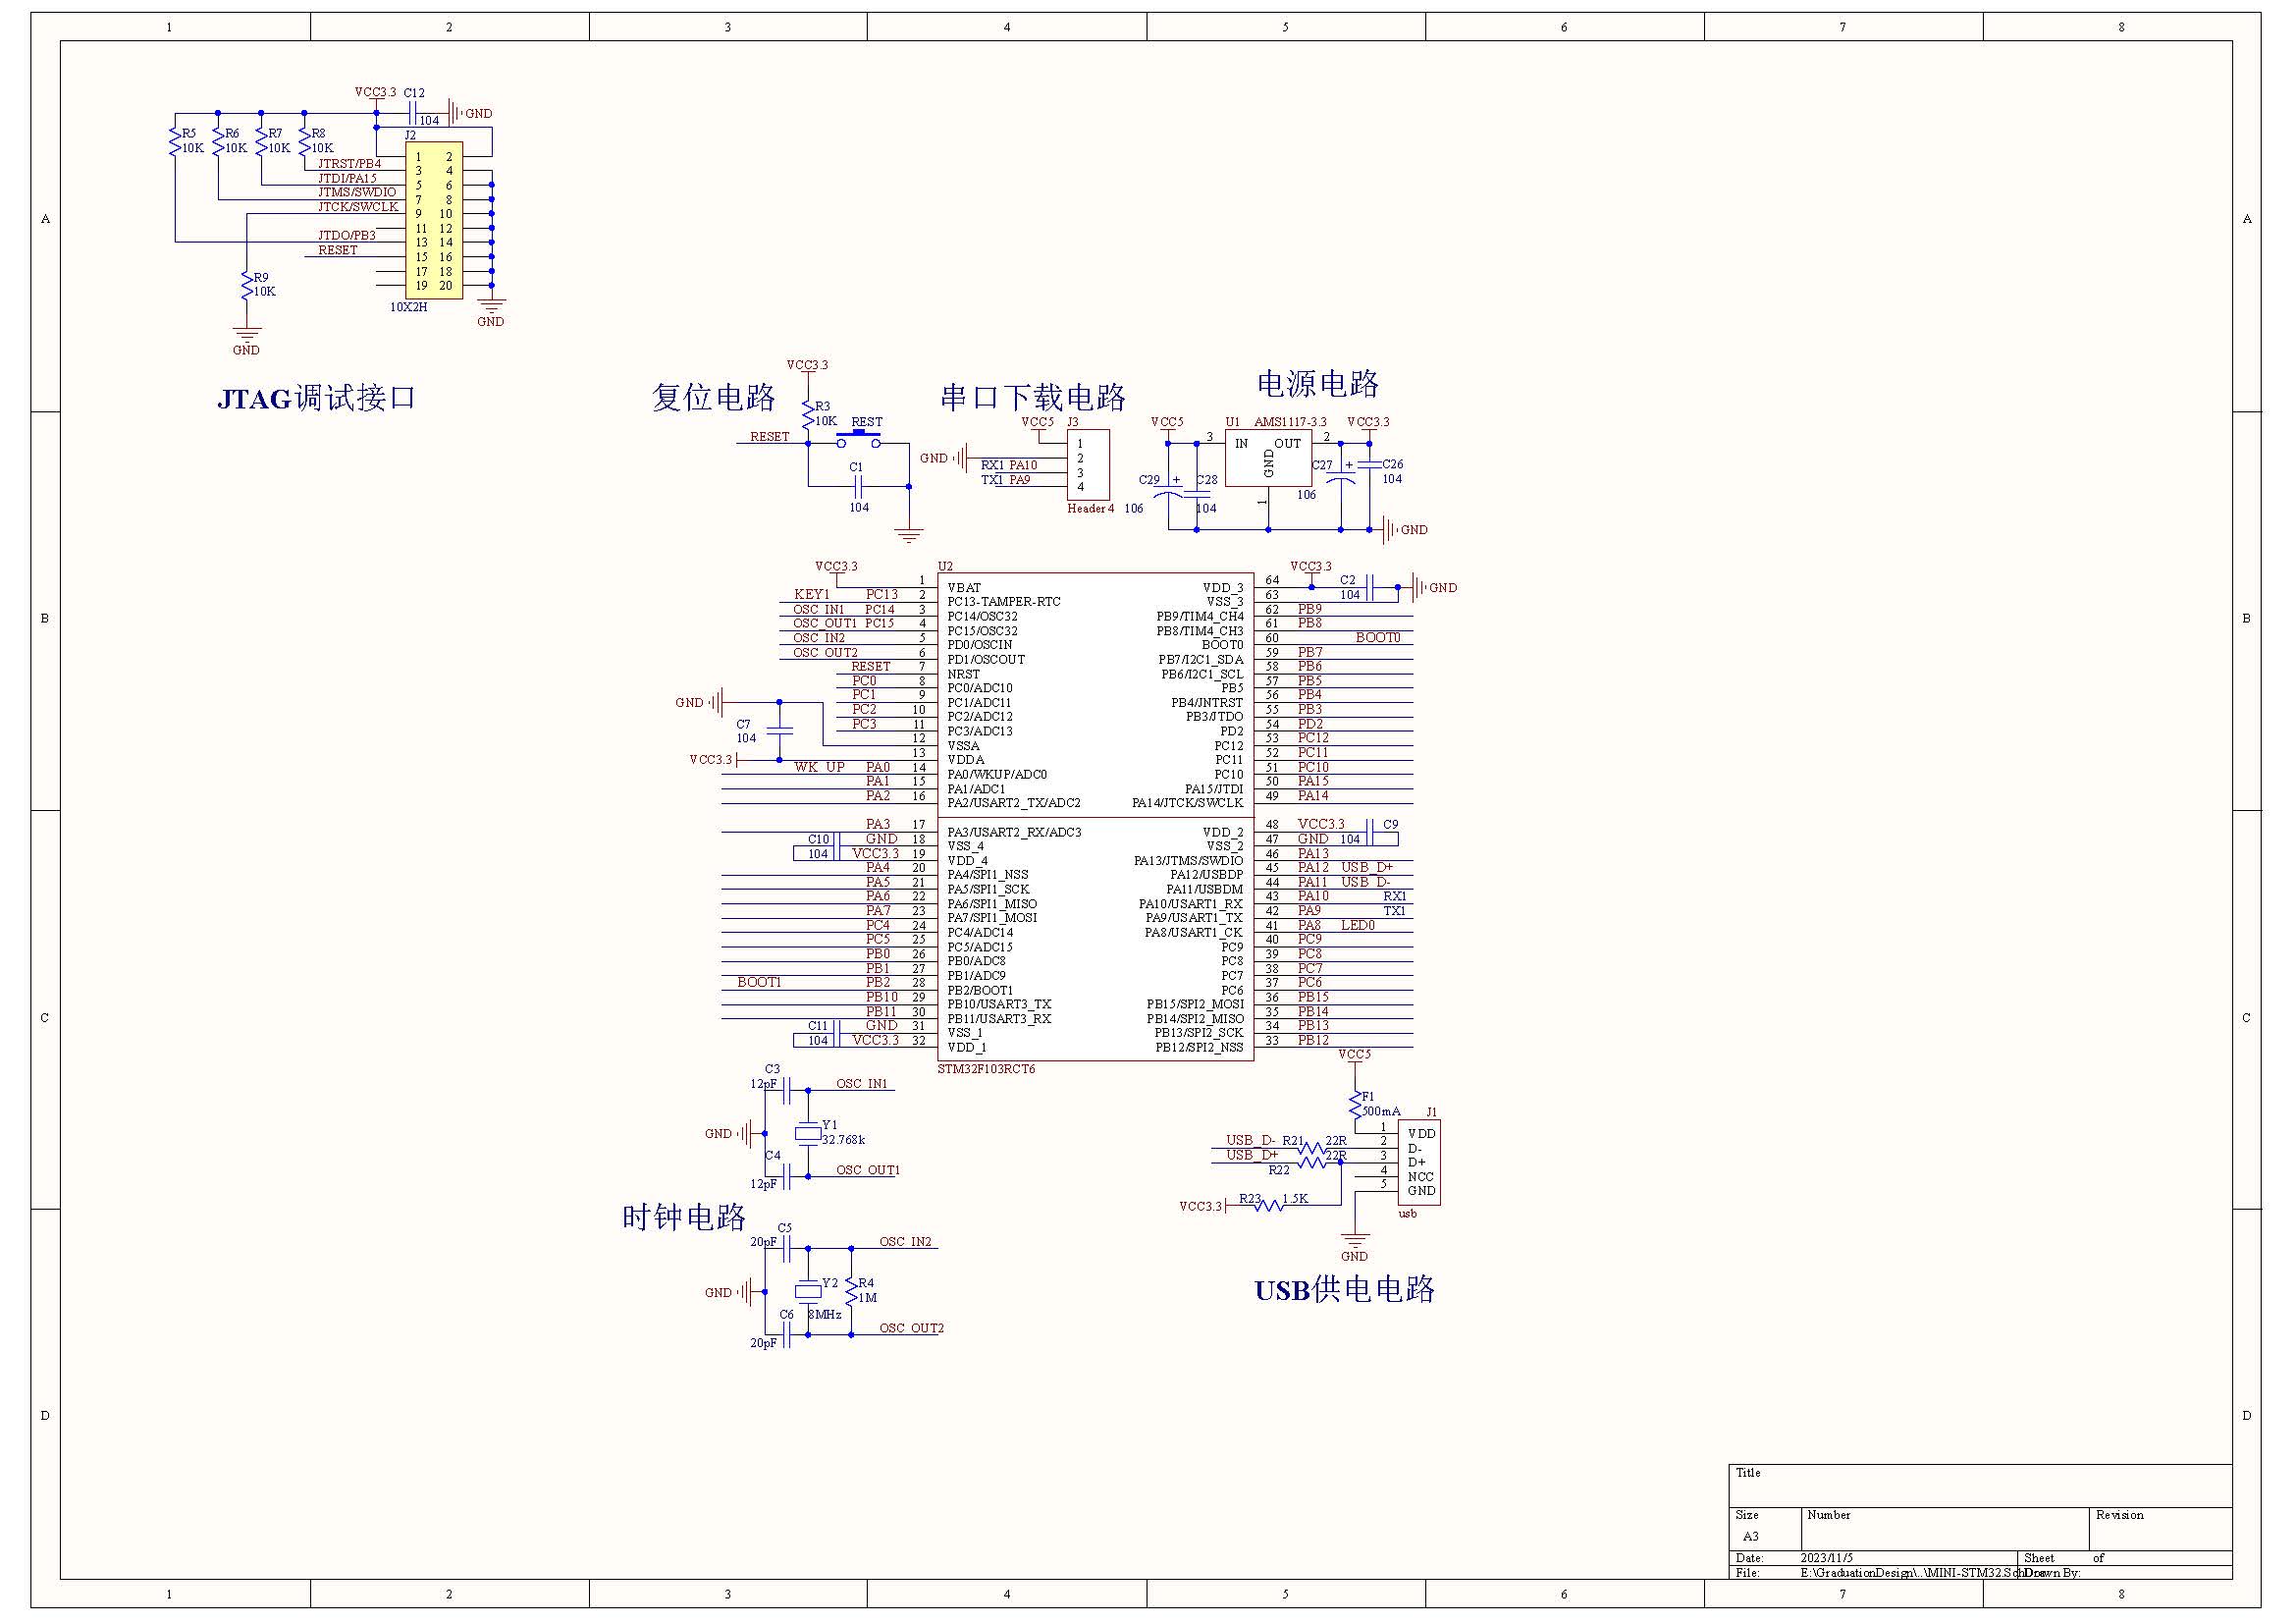 1 2 3 4 5 6 7 8
A
A
B
B
C
C
D
D
VCC3.3 C12
104
GND
R5
10K
R6
10K
R7
10K
R8
10K
J2
1 2
3 4
5 6
7 8
9 10
11 12
13 14
15 16
17 18
19 20
JTRST/PB4
JTDI/PA15
JTMS/SWDIO
JTCK/SWCLK
JTDO/PB3
RESET
R9
10K
10X2H
GND
GND
JTAG调试接口
复位电路
VCC3.3
R3
10K
REST
RESET
C1
104
串口下载电路
VCC5 J3
GND
RX1 PA10
TX1 PA9
1
2
3
4
Header 4
电源电路
VCC5
U1 AMS1117-3.3
VCC3.3
3 IN OUT 2
GND
1
C29 +
106
C28
104
C27 +
106
C26
104
GND
U2
VCC3.3
1 VBAT
KEY1 PC13 2 PC13-TAMPER-RTC
OSC_IN1 PC14 3 PC14/OSC32
OSC_OUT1 PC15 4 PC15/OSC32
OSC_IN2 5 PD0/OSCIN
OSC_OUT2 6 PD1/OSCOUT
RESET 7 NRST
PC0 8 PC0/ADC10
PC1 9 PC1/ADC11
PC2 10 PC2/ADC12
PC3 11 PC3/ADC13
12 VSSA
13 VDDA
GND
C7
104
VCC3.3
WK_UP PA0 14 PA0/WKUP/ADC0
PA1 15 PA1/ADC1
PA2 16 PA2/USART2_TX/ADC2
PA3 17 PA3/USART2_RX/ADC3
C10 GND 18 VSS_4
104 VCC3.3 19 VDD_4
PA4 20 PA4/SPI1_NSS
PA5 21 PA5/SPI1_SCK
PA6 22 PA6/SPI1_MISO
PA7 23 PA7/SPI1_MOSI
PC4 24 PC4/ADC14
PC5 25 PC5/ADC15
PB0 26 PB0/ADC8
PB1 27 PB1/ADC9
BOOT1 PB2 28 PB2/BOOT1
PB10 29 PB10/USART3_TX
PB11 30 PB11/USART3_RX
C11 GND 31 VSS_1
104 VCC3.3 32 VDD_1
STM32F103RCT6
VCC3.3
VDD_3 64 C2
VSS_3 63 104
GND
PB9/TIM4_CH4 62 PB9
PB8/TIM4_CH3 61 PB8
BOOT0 60 BOOT0
PB7/I2C1_SDA 59 PB7
PB6/I2C1_SCL 58 PB6
PB5 57 PB5
PB4/JNTRST 56 PB4
PB3/JTDO 55 PB3
PD2 54 PD2
PC12 53 PC12
PC11 52 PC11
PC10 51 PC10
PA15/JTDI 50 PA15
PA14/JTCK/SWCLK 49 PA14
VDD_2 48 VCC3.3 C9
VSS_2 47 GND 104
PA13/JTMS/SWDIO 46 PA13
PA12/USBDP 45 PA12 USB_D+
PA11/USBDM 44 PA11 USB_D-
PA10/USART1_RX 43 PA10 RX1
PA9/USART1_TX 42 PA9 TX1
PA8/USART1_CK 41 PA8 LED0
PC9 40 PC9
PC8 39 PC8
PC7 38 PC7
PC6 37 PC6
PB15/SPI2_MOSI 36 PB15
PB14/SPI2_MISO 35 PB14
PB13/SPI2_SCK 34 PB13
PB12/SPI2_NSS 33 PB12
C3
12pF
OSC_IN1
GND
Y1
32.768k
C4
12pF
OSC_OUT1
时钟电路
C5
20pF
OSC_IN2
GND
Y2
8MHz
R4
1M
C6
20pF
OSC_OUT2
VCC5
F1
500mA
J1
1 VDD
USB_D- R21 22R 2 D-
USB_D+ R22 22R 3 D+
4 NCC
5 GND
usb
VCC3.3 R23 1.5K
GND
USB供电电路
Title
Size
A3
Number
Revision
Date: 2023/11/5 Sheet of
File: E:\GraduationDesign\..\MINI-STM32.SchDoc Drawn By:
1 2 3 4 5 6 7 8